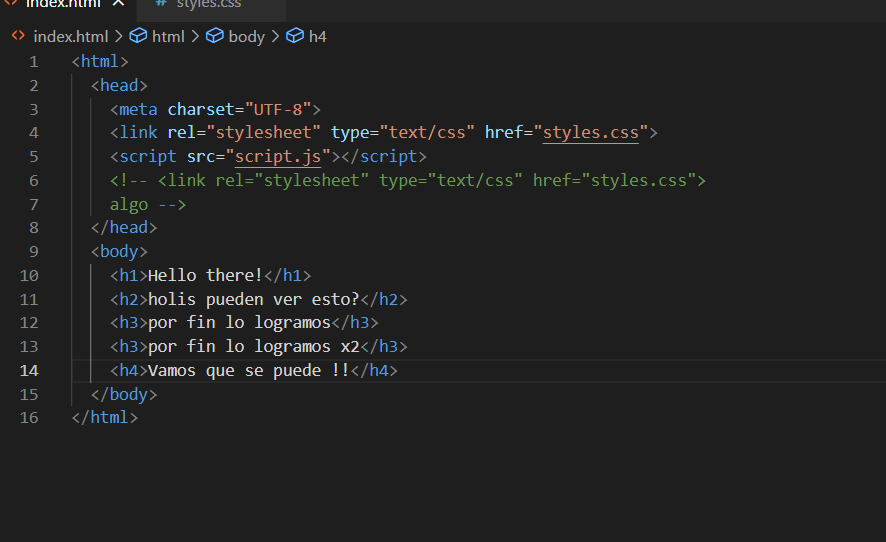 index.html × # styles.css
<> index.html > html > body > h4
1 <html>
2 <head>
3 <meta charset="UTF-8">
4 <link rel="stylesheet" type="text/css" href="styles.css">
5 <script src="script.js"></script>
6 <!-- <link rel="stylesheet" type="text/css" href="styles.css">
7 algo -->
8 </head>
9 <body>
10 <h1>Hello there!</h1>
11 <h2>holis pueden ver esto?</h2>
12 <h3>por fin lo logramos</h3>
13 <h3>por fin lo logramos x2</h3>
14 <h4>Vamos que se puede !!</h4>
15 </body>
16 </html>